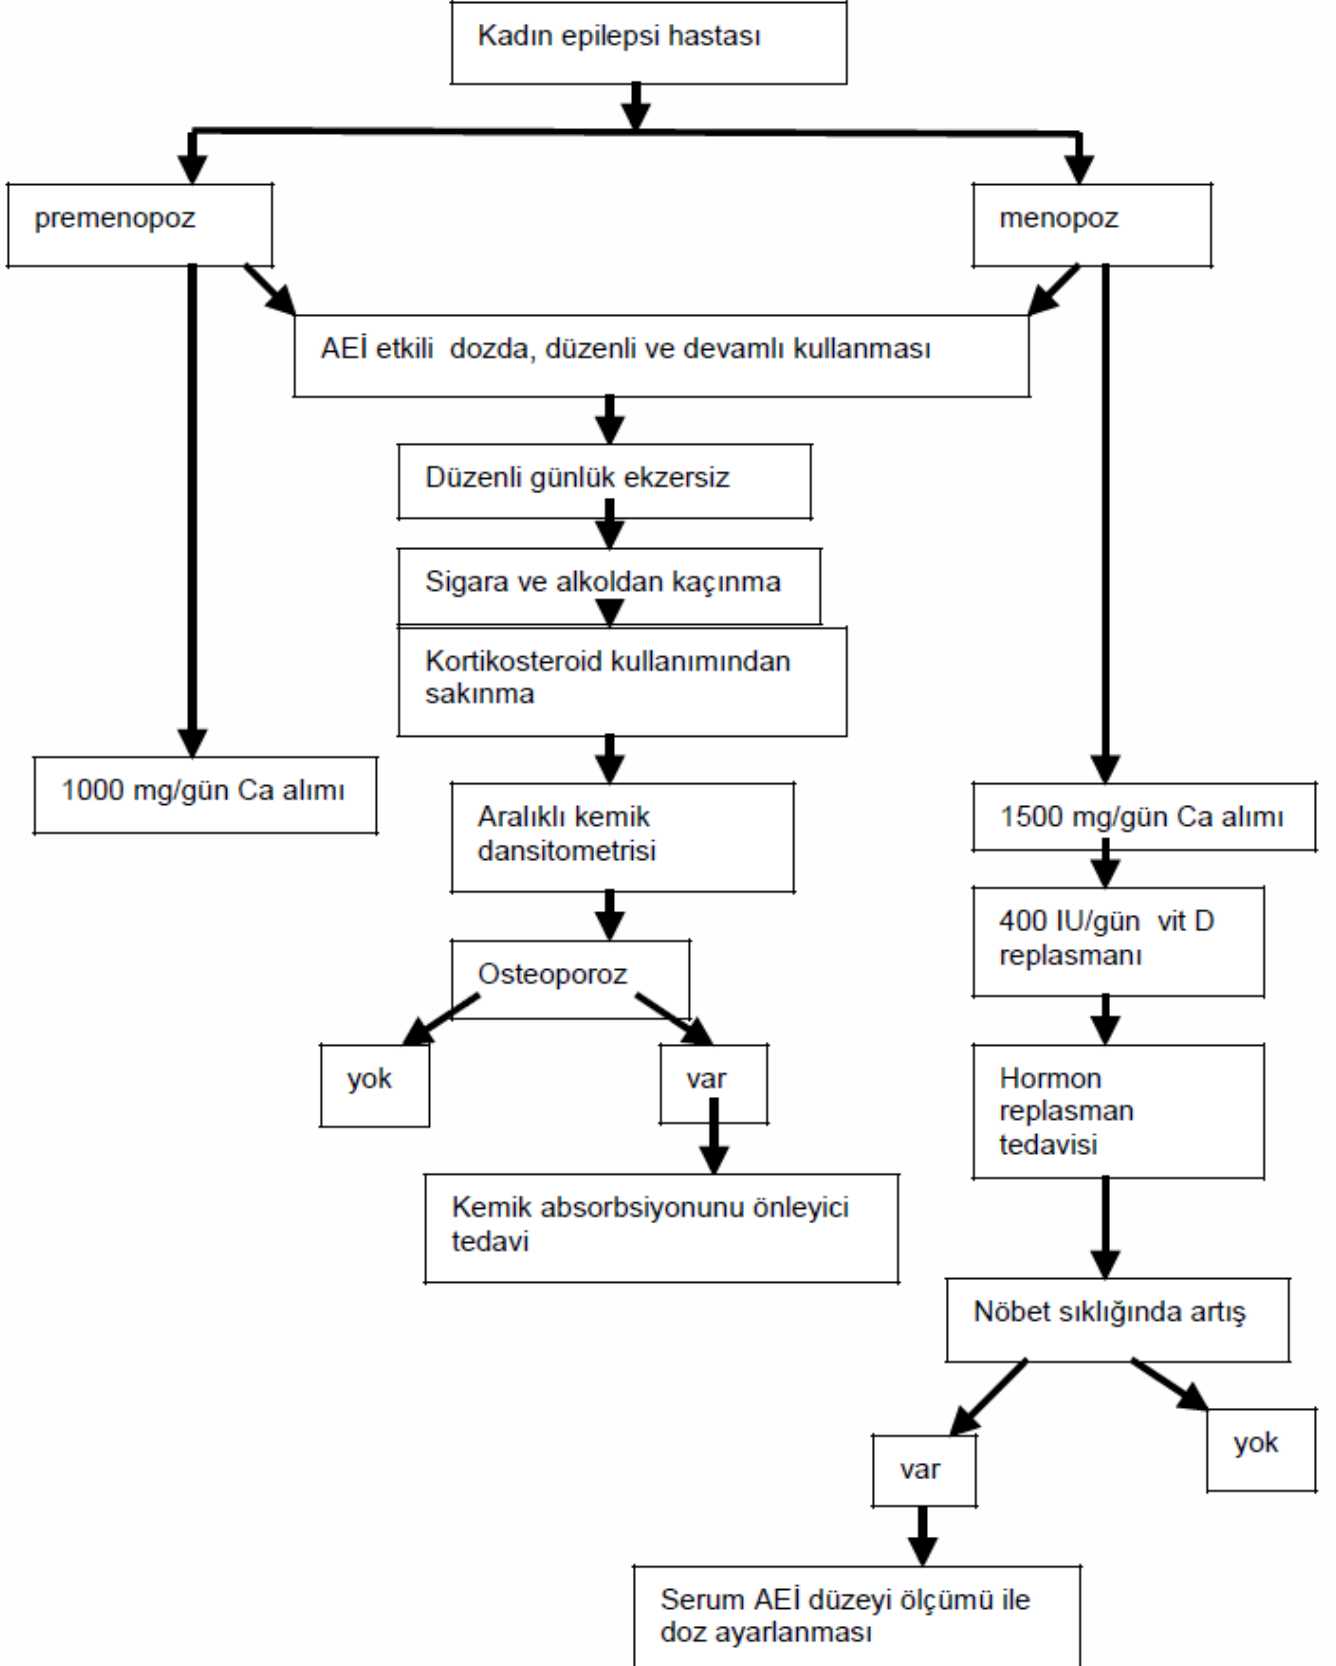 Kadın epilepsi hastası
premenopoz
menopoz
AEİ etkili dozda, düzenli ve devamlı kullanması
Düzenli günlük ekzersiz
Sigara ve alkoldan kaçınma
Kortikosteroid kullanımından
sakınma
1000 mg/gün Ca alımı
Aralıklı kemik
dansitometrisi
1500 mg/gün Ca alımı
400 IU/gün vit D
replasmanı
Osteoporoz
yok
var
Hormon
replasman
tedavisi
Kemik absorbsiyonunu önleyici
tedavi
Nöbet sıklığında artış
var
yok
Serum AEİ düzeyi ölçümü ile
doz ayarlanması